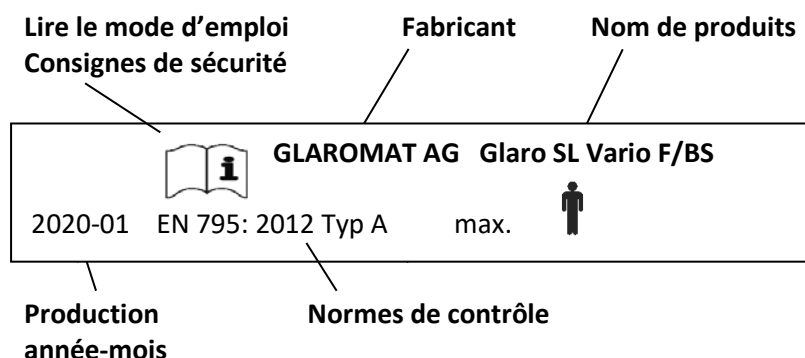 Lire le mode d’emploi
Consignes de sécurité
Fabricant
Nom de produits
GLAROMAT AG Glaro SL Vario F/BS
2020-01 EN 795: 2012 Typ A max.
Production
année-mois
Normes de contrôle